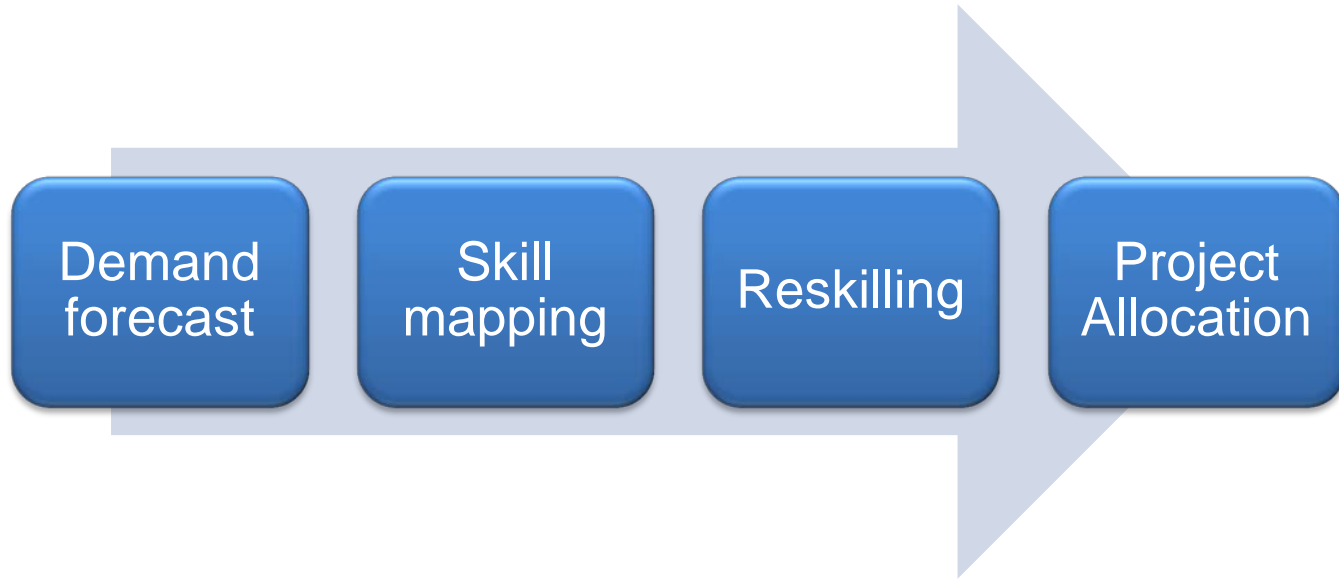 Demand
forecast
Skill
mapping
Reskilling
Project
Allocation